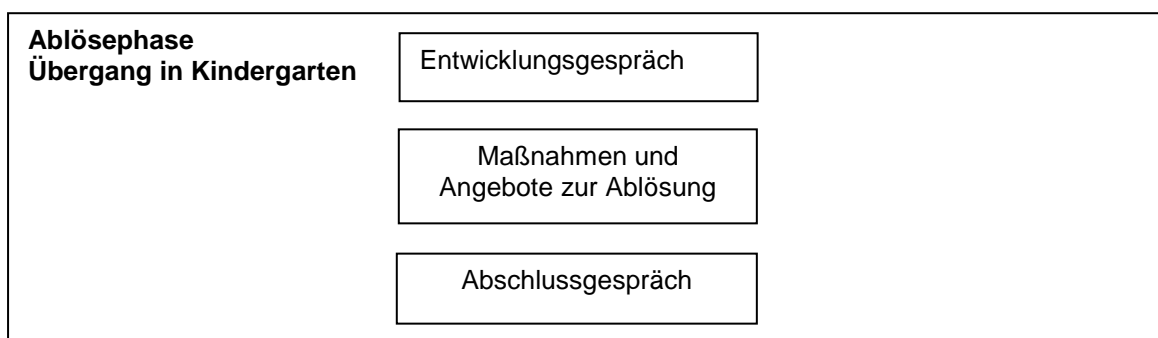 Ablösephase
Übergang in Kindergarten
Entwicklungsgespräch
Maßnahmen und
Angebote zur Ablösung
Abschlussgespräch